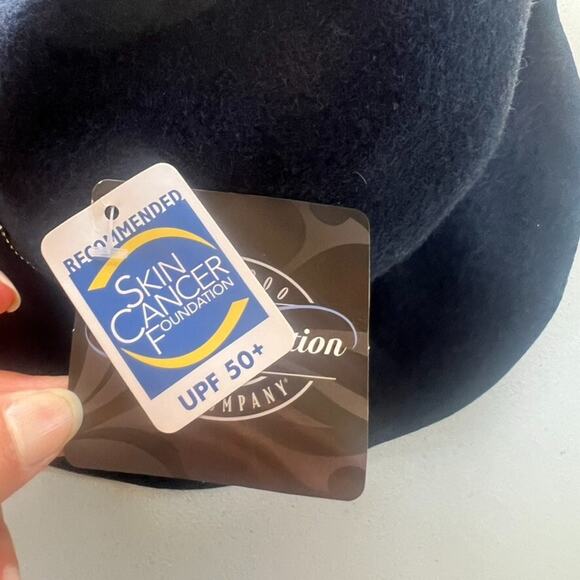 RECOMMENDED
SKIN
CANCER
FOUNDATION
UPF 50+
COMPANY®